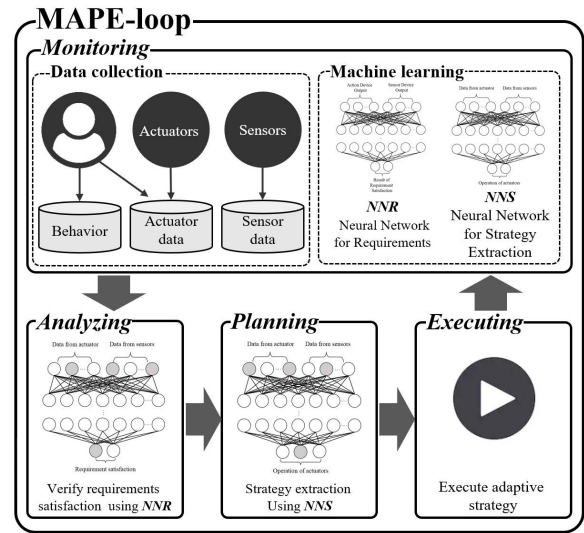 MAPE-loop
Monitoring
Data collection
Actuators
Sensors
Behavior
Actuator
data
Sensor
data
Machine learning
Action Device
Output
Sensor Device
Output
Result of
Requirement
Satisfaction
NNR
Neural Network
for Requirements
Data from actuator
Data from sensors
Operation of actuators
NNS
Neural Network
for Strategy
Extraction
Analyzing
Data from actuator
Data from sensors
Requirement satisfaction
Verify requirements
satisfaction using NNR
Planning
Data from actuator
Data from sensors
Operation of actuators
Strategy extraction
Using NNS
Executing
Execute adaptive
strategy